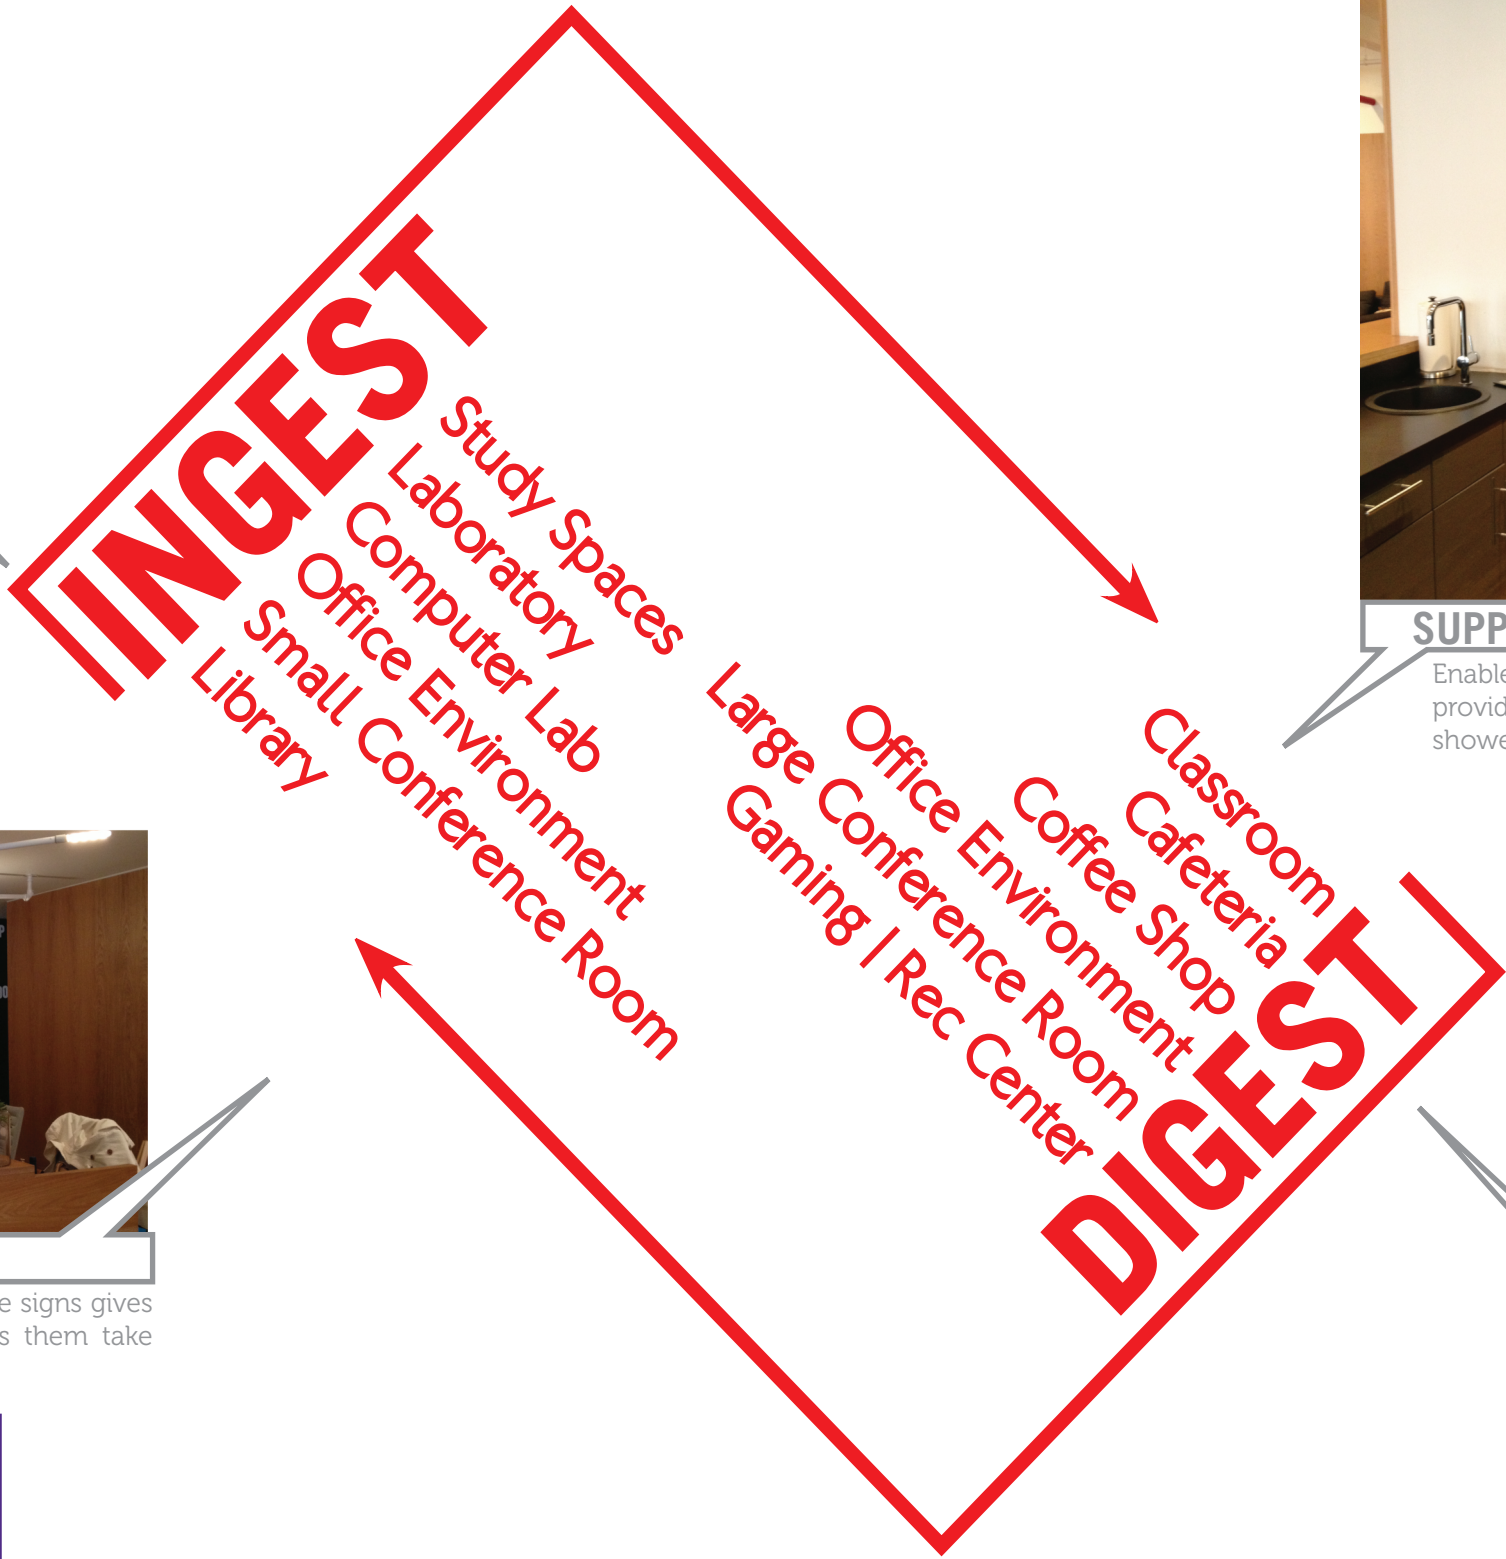 INGEST
Study Spaces
Laboratory
Computer Lab
Office Environment
Small Conference Room
Library
Classroom
Cafeteria
Coffee Shop
Office Environment
Large Conference Room
Gaming | Rec Center
DIGEST
SUPP
Enable
provid
showe
e signs gives
s them take